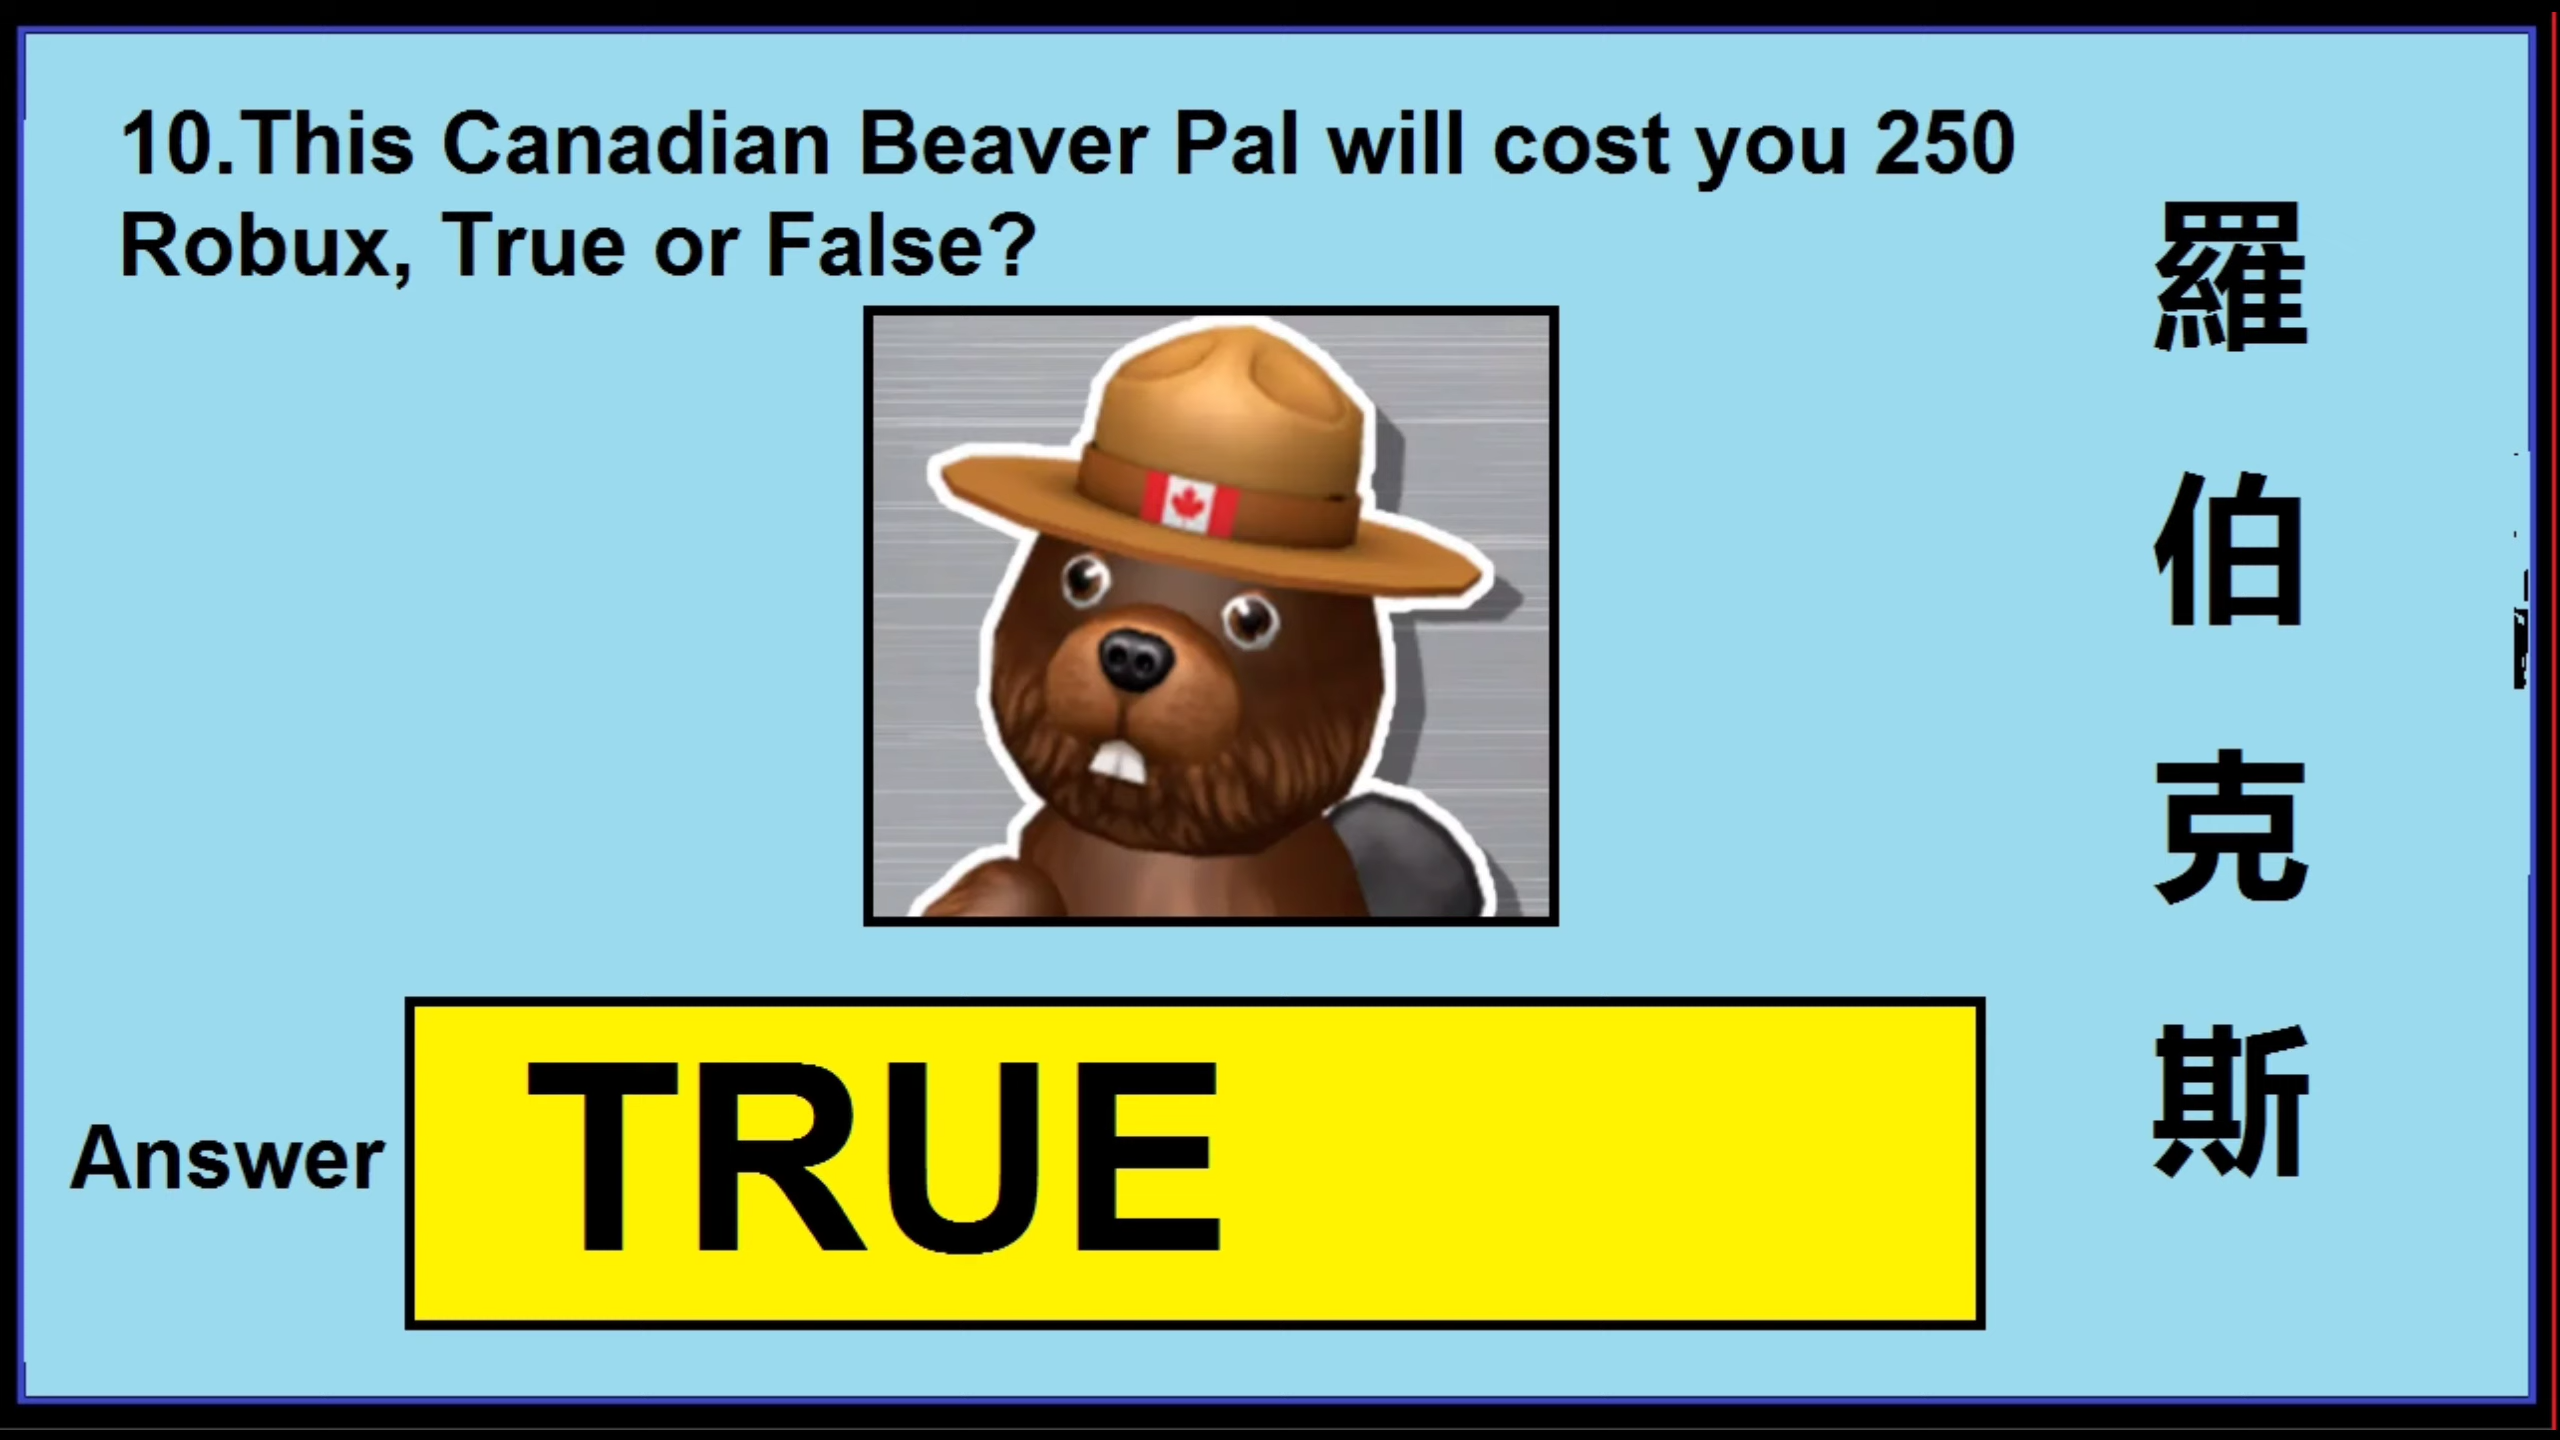 10.This Canadian Beaver Pal will cost you 250
Robux, True or False?
羅伯克斯
Answer
TRUE